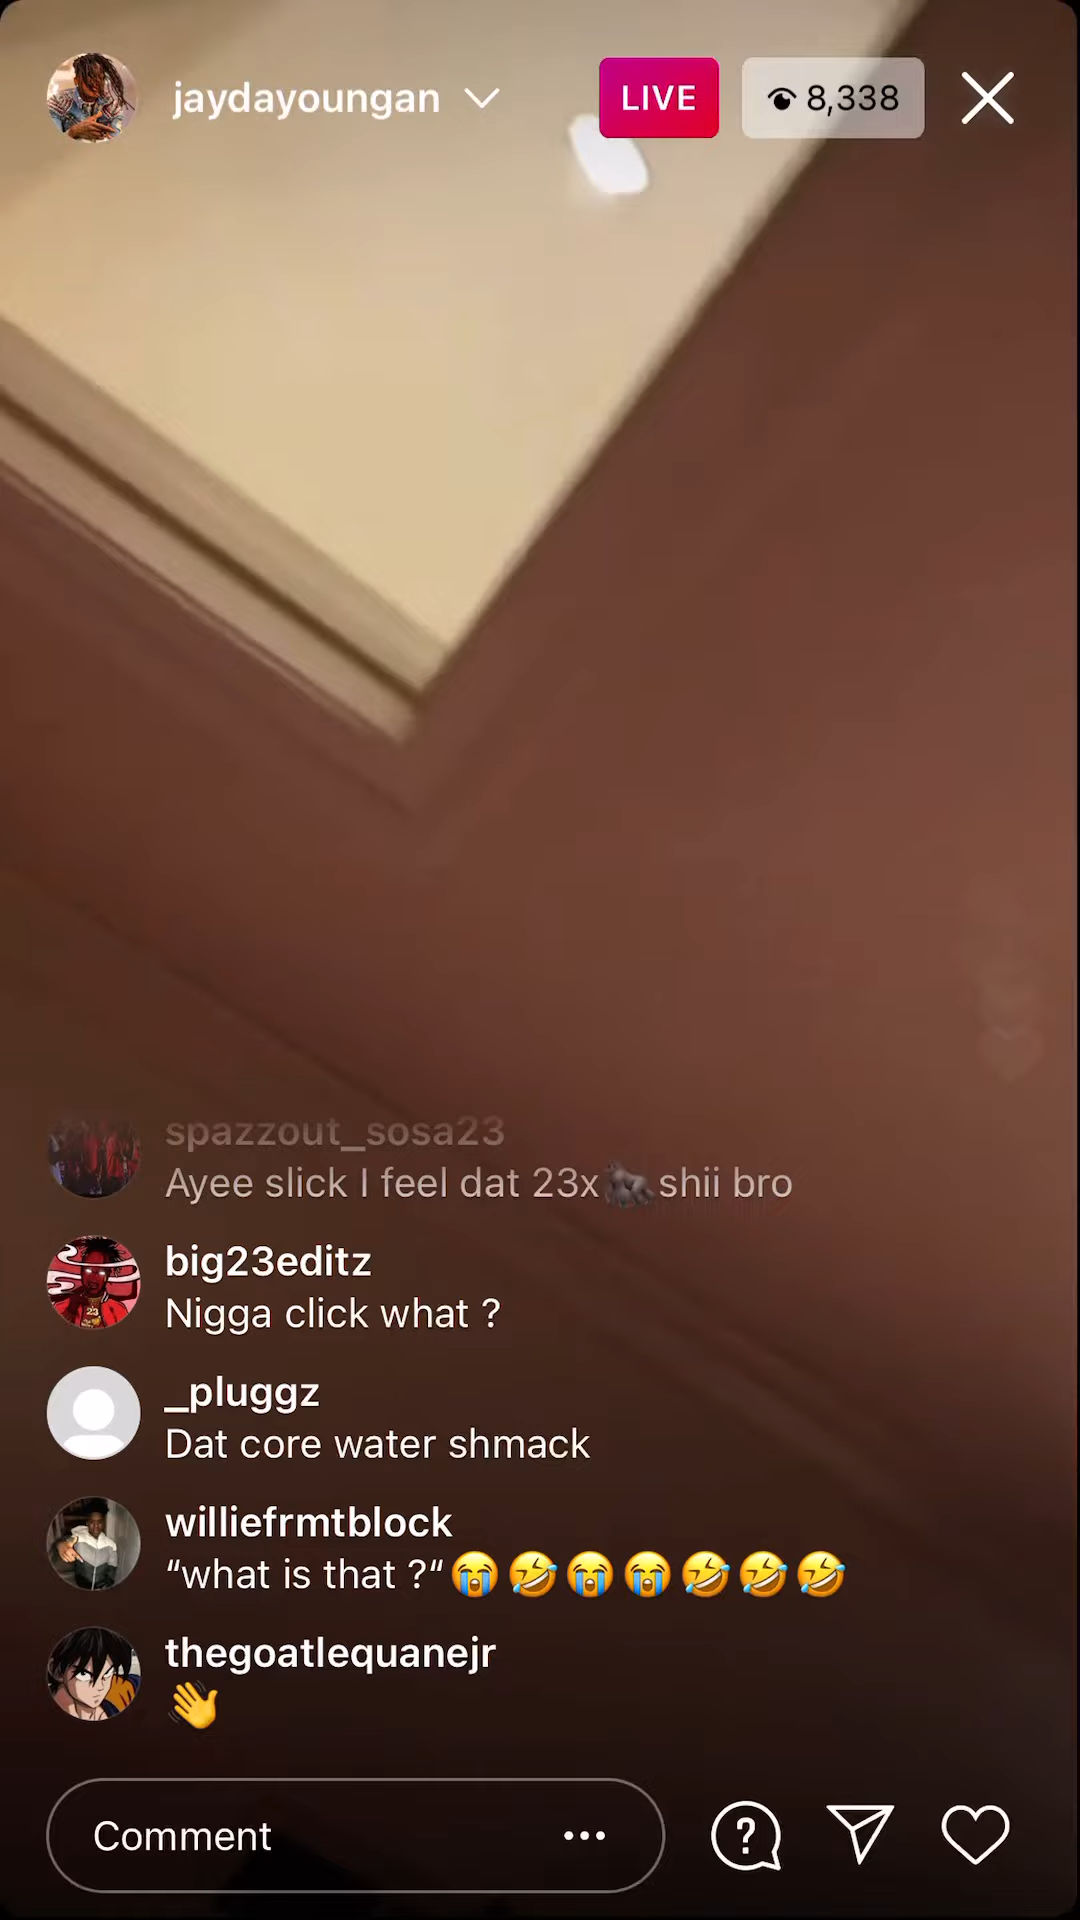 jaydayoungan
LIVE
8,338
spazzout_sosa23
Ayee slick I feel dat 23x🦍shii bro
big23editz
Nigga click what ?
_pluggz
Dat core water shmack
williefrmtblock
“what is that ?“😭🤣😭😭🤣🤣🤣
thegoatlequanejr
👋
Comment